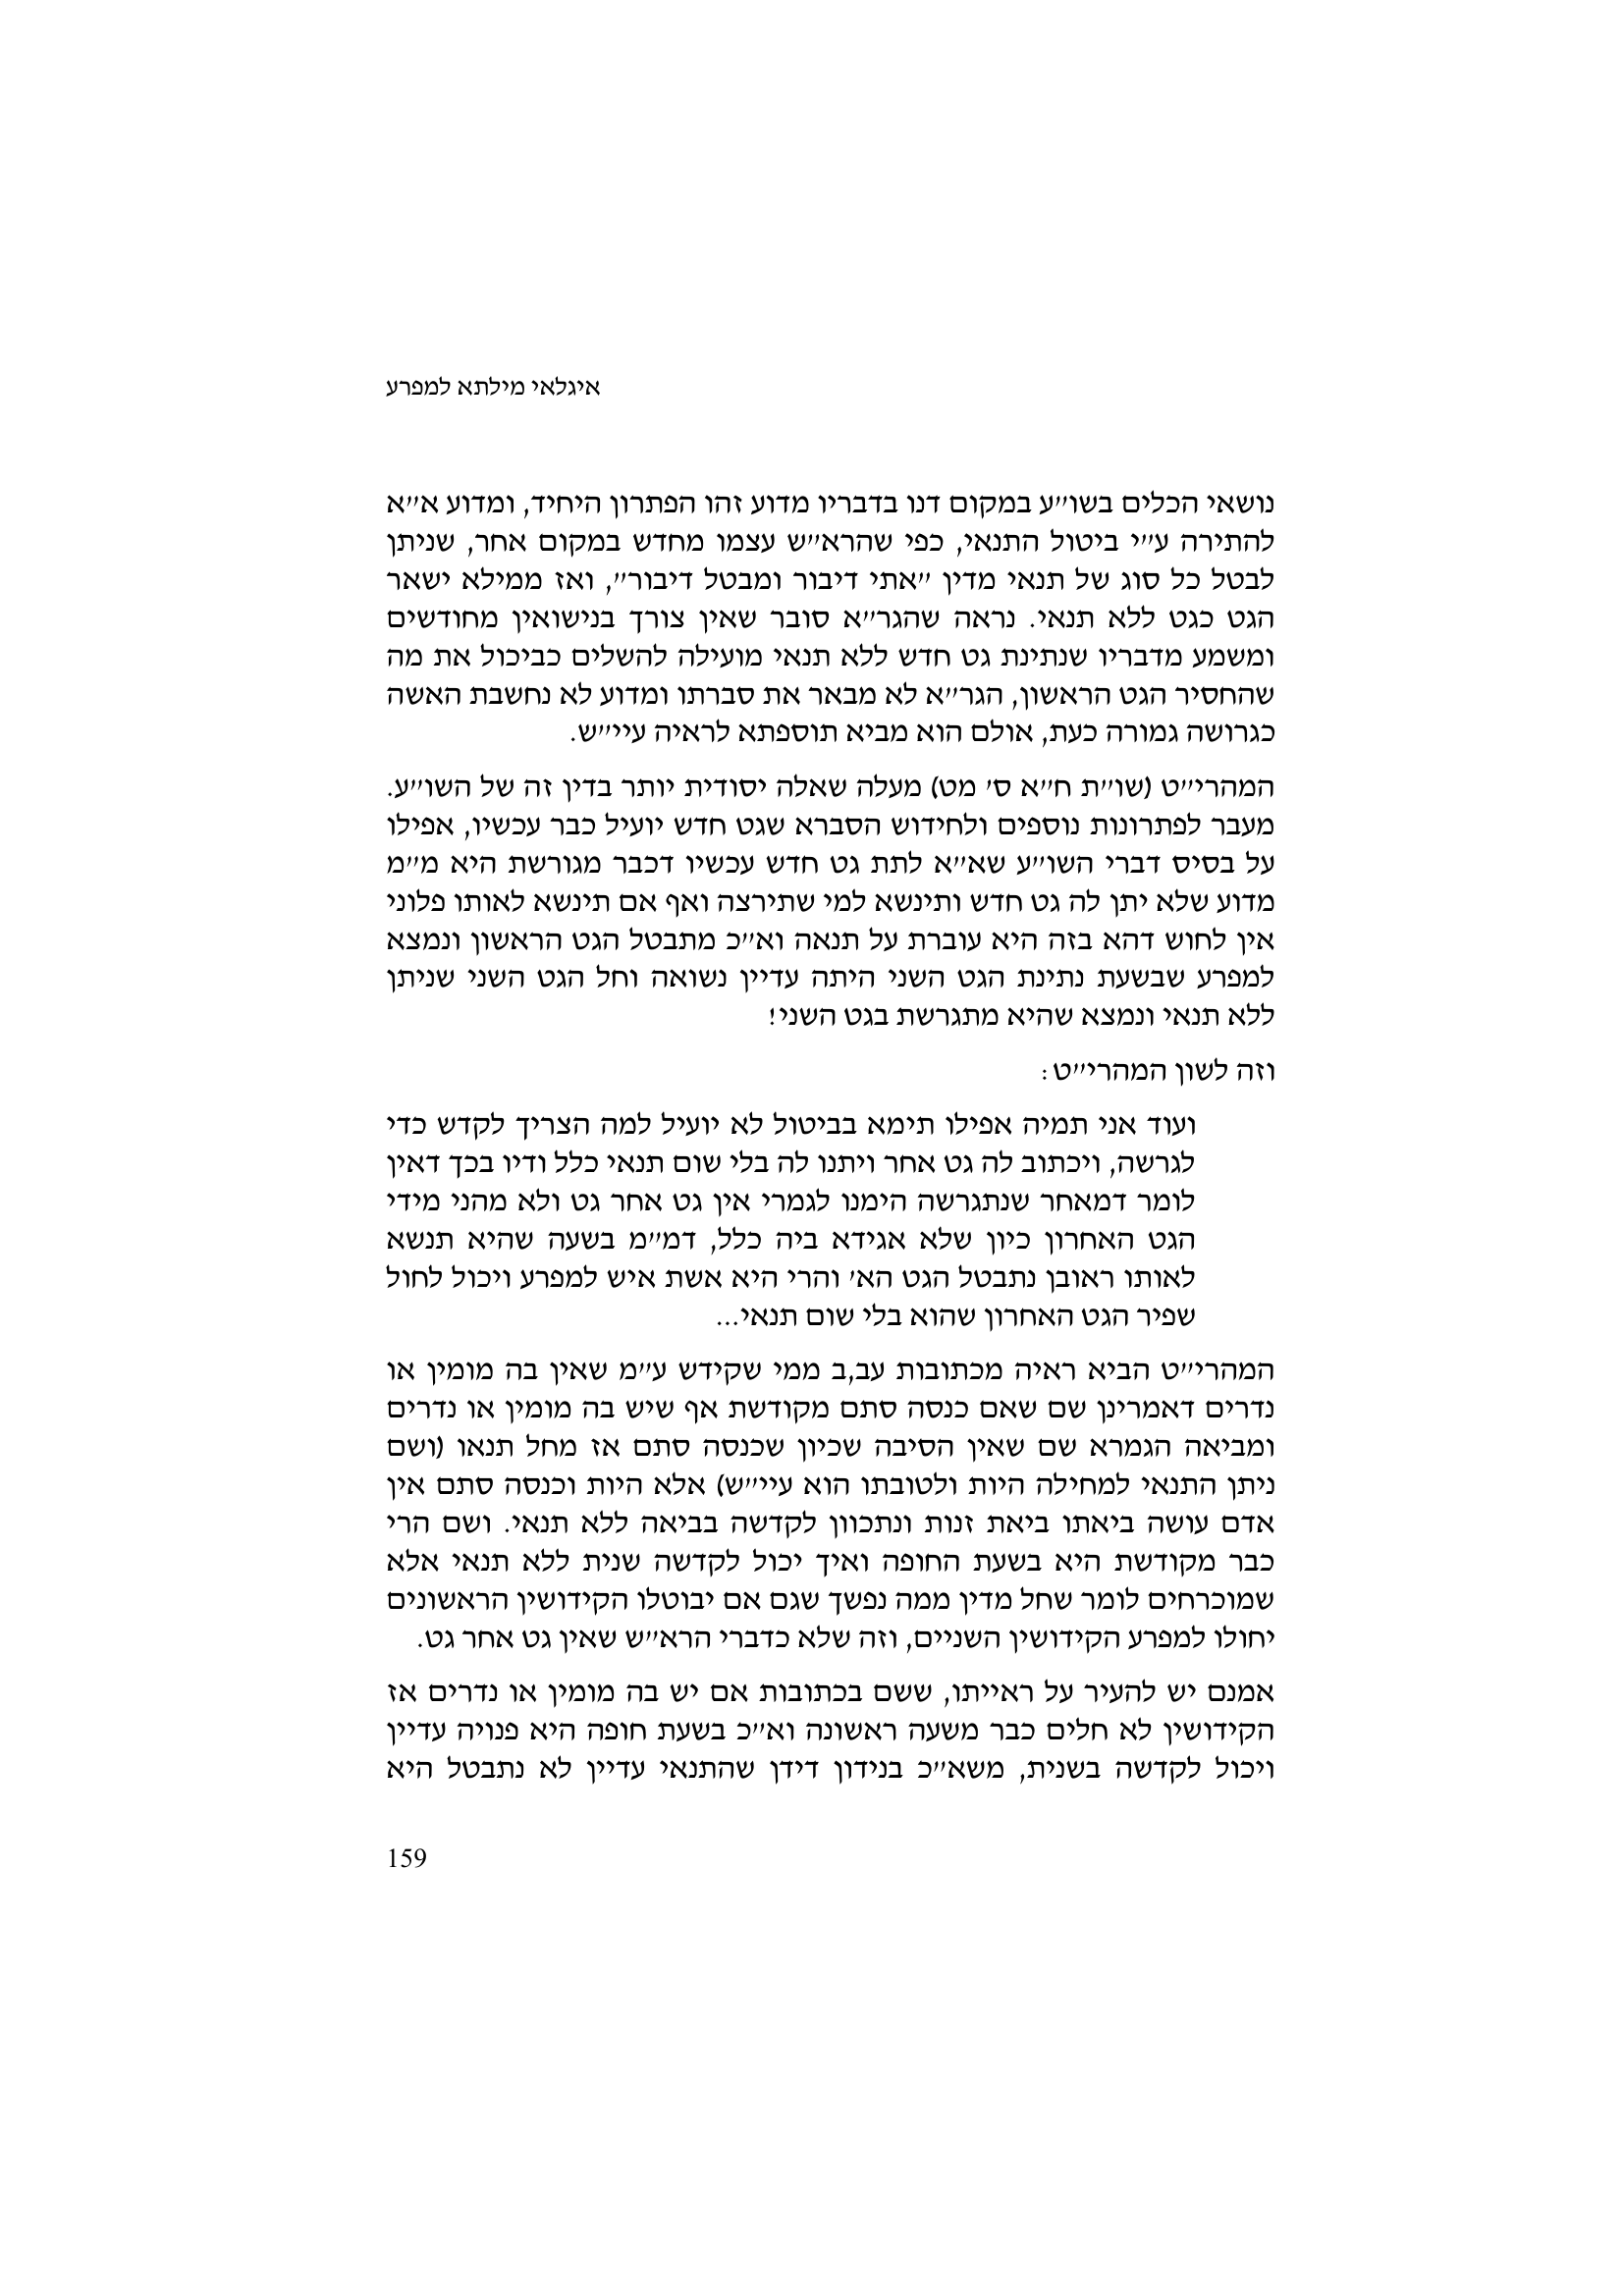 איגלאי מילתא למפרע
נושאי הכלים בשו״ע במקום דנו בדבריו מדוע זהו הפתרון היחיד, ומדוע א״א
להתירה ע״י ביטול התנאי, כפי שהרא״ש עצמו מחדש במקום אחר, שניתן
לבטל כל סוג של תנאי מדין ״אתי דיבור ומבטל דיבור״, ואז ממילא ישאר
הגט כגט ללא תנאי. נראה שהגר״א סובר שאין צורך בנישואין מחודשים
ומשמע מדבריו שנתינת גט חדש ללא תנאי מועילה להשלים כביכול את מה
שהחסיר הגט הראשון, הגר״א לא מבאר את סברתו ומדוע לא נחשבת האשה
כגרושה גמורה כעת, אולם הוא מביא תוספתא לראיה עיי״ש.
המהרי״ט (שו״ת ח״א ס׳ מט) מעלה שאלה יסודית יותר בדין זה של השו״ע.
מעבר לפתרונות נוספים ולחידוש הסברא שגט חדש יועיל כבר עכשיו, אפילו
על בסיס דברי השו״ע שא״א לתת גט חדש עכשיו דכבר מגורשת היא מ״מ
מדוע שלא יתן לה גט חדש ותינשא למי שתירצה ואף אם תינשא לאותו פלוני
אין לחוש דהא בזה היא עוברת על תנאה וא״כ מתבטל הגט הראשון ונמצא
למפרע שבשעת נתינת הגט השני היתה עדיין נשואה וחל הגט השני שניתן
ללא תנאי ונמצא שהיא מתגרשת בגט השני!
וזה לשון המהרי״ט:
ועוד אני תמיה אפילו תימא בביטול לא יועיל למה הצריך לקדש כדי
לגרשה, ויכתוב לה גט אחר ויתנו לה בלי שום תנאי כלל ודיו בכך דאין
לומר דמאחר שנתגרשה הימנו לגמרי אין גט אחר גט ולא מהני מידי
הגט האחרון כיון שלא אגידא ביה כלל, דמ״מ בשעה שהיא תנשא
לאותו ראובן נתבטל הגט הא׳ והרי היא אשת איש למפרע ויכול לחול
שפיר הגט האחרון שהוא בלי שום תנאי...
המהרי״ט הביא ראיה מכתובות עב,ב ממי שקידש ע״מ שאין בה מומין או
נדרים דאמרינן שם שאם כנסה סתם מקודשת אף שיש בה מומין או נדרים
ומביאה הגמרא שם שאין הסיבה שכיון שכנסה סתם אז מחל תנאו (ושם
ניתן התנאי למחילה היות ולטובתו הוא עיי״ש) אלא היות וכנסה סתם אין
אדם עושה ביאתו ביאת זנות ונתכוון לקדשה בביאה ללא תנאי. ושם הרי
כבר מקודשת היא בשעת החופה ואיך יכול לקדשה שנית ללא תנאי אלא
שמוכרחים לומר שחל מדין ממה נפשך שגם אם יבוטלו הקידושין הראשונים
יחולו למפרע הקידושין השניים, וזה שלא כדברי הרא״ש שאין גט אחר גט.
אמנם יש להעיר על ראייתו, ששם בכתובות אם יש בה מומין או נדרים אז
הקידושין לא חלים כבר משעה ראשונה וא״כ בשעת חופה היא פנויה עדיין
ויכול לקדשה בשנית, משא״כ בנידון דידן שהתנאי עדיין לא נתבטל היא
159